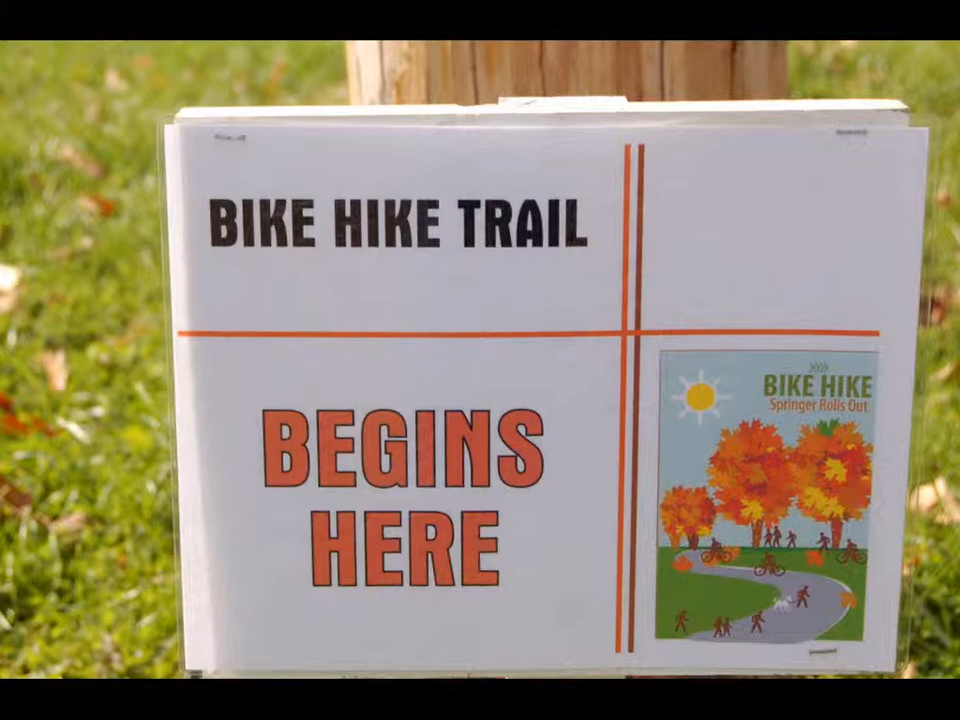 BIKE HIKE TRAIL
BEGINS
HERE
2009
BIKE HIKE
Springer Rolls Out